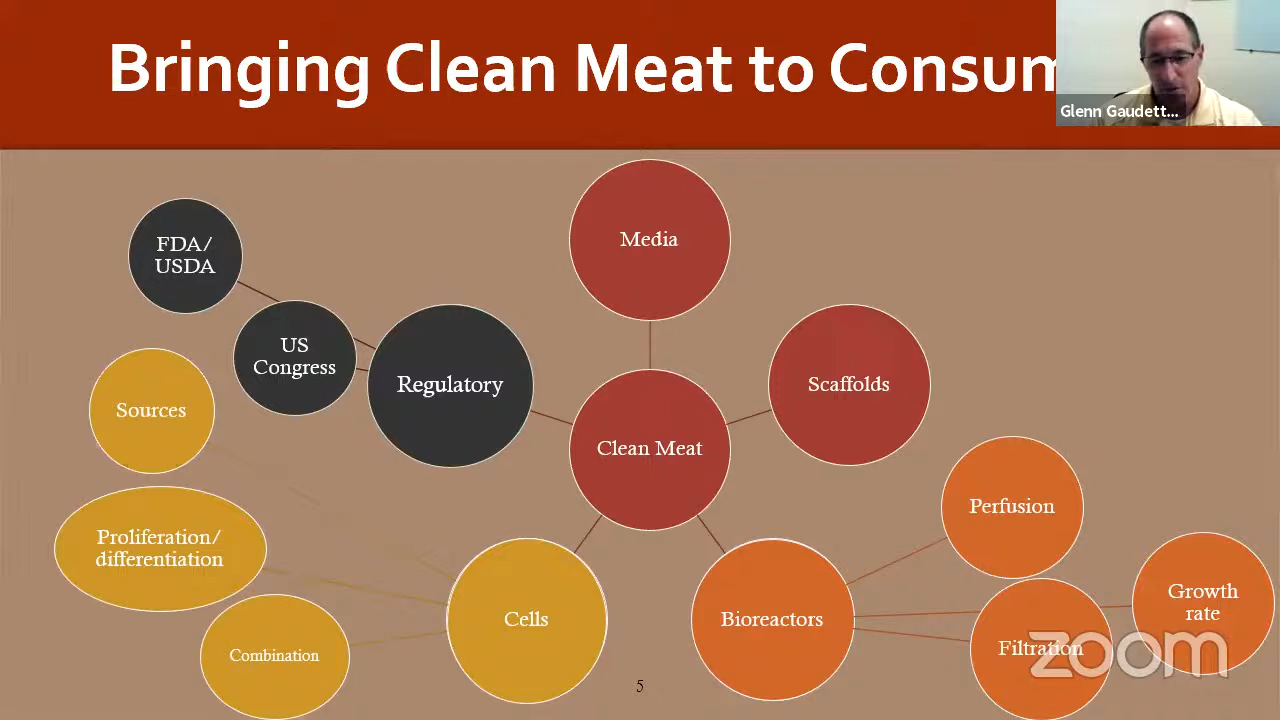 Bringing Clean Meat to Consum
Glenn Gaudett...
Media
FDA/
USDA
US
Congress
Regulatory
Scaffolds
Sources
Clean Meat
Perfusion
Proliferation/
differentiation
Growth
rate
Cells
Bioreactors
Filtration
Combination
zoom
5